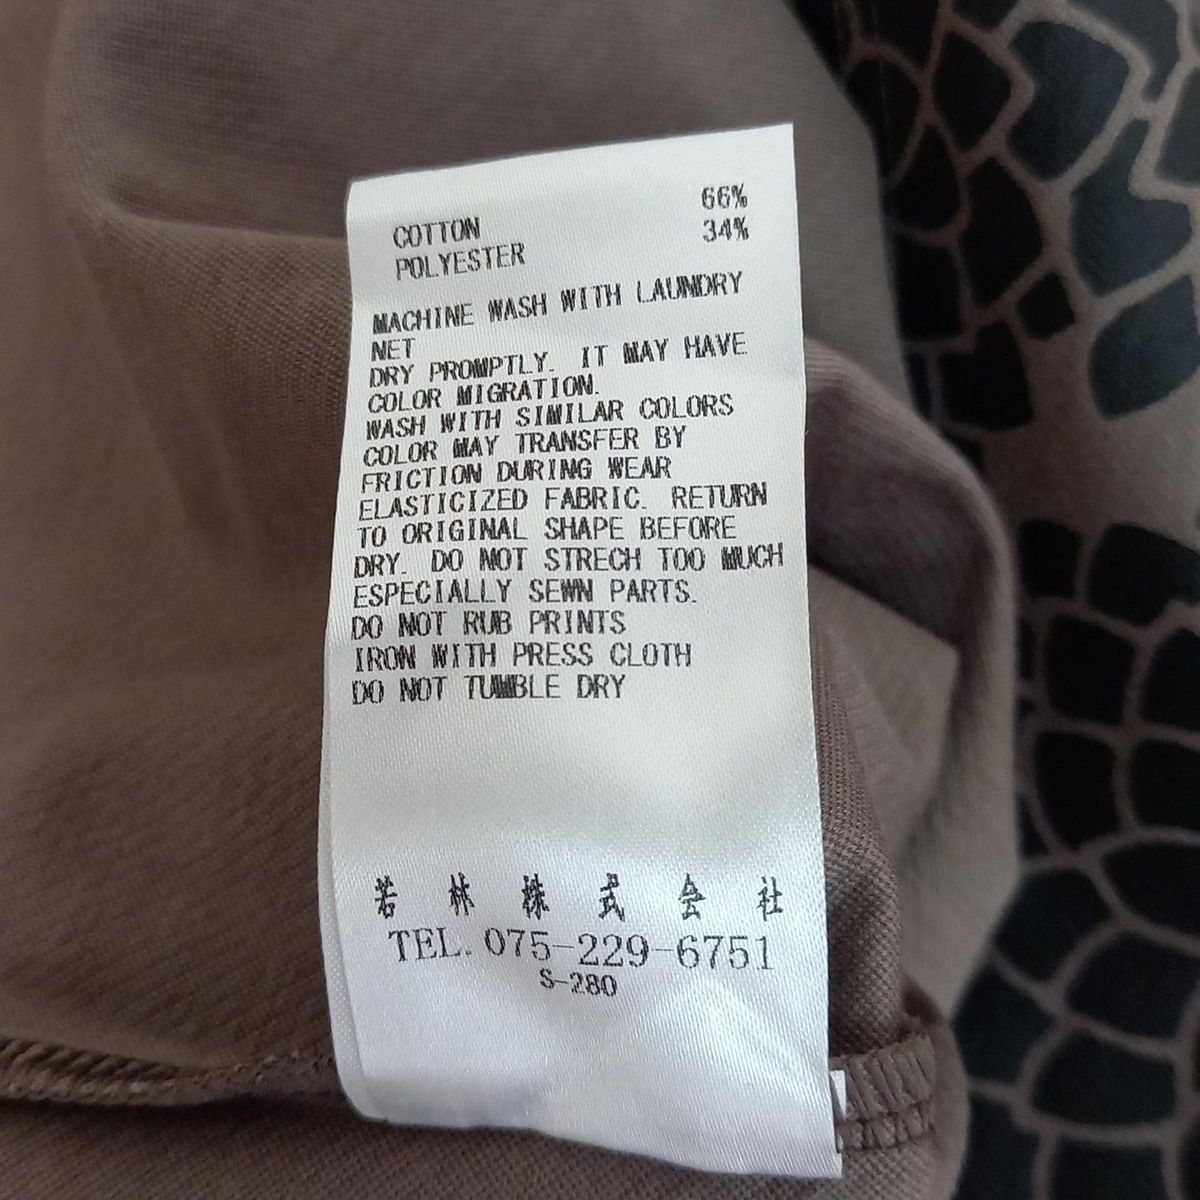 COTTON 66%
POLYESTER 34%
MACHINE WASH WITH LAUNDRY
NET
DRY PROMPTLY. IT MAY HAVE
COLOR MIGRATION.
WASH WITH SIMILAR COLORS
COLOR MAY TRANSFER BY
FRICTION DURING WEAR
ELASTICIZED FABRIC. RETURN
TO ORIGINAL SHAPE BEFORE
DRY. DO NOT STRECH TOO MUCH
ESPECIALLY SEWN PARTS.
DO NOT RUB PRINTS
IRON WITH PRESS CLOTH
DO NOT TUMBLE DRY
若林株式会社
TEL. 075-229-6751
S-280